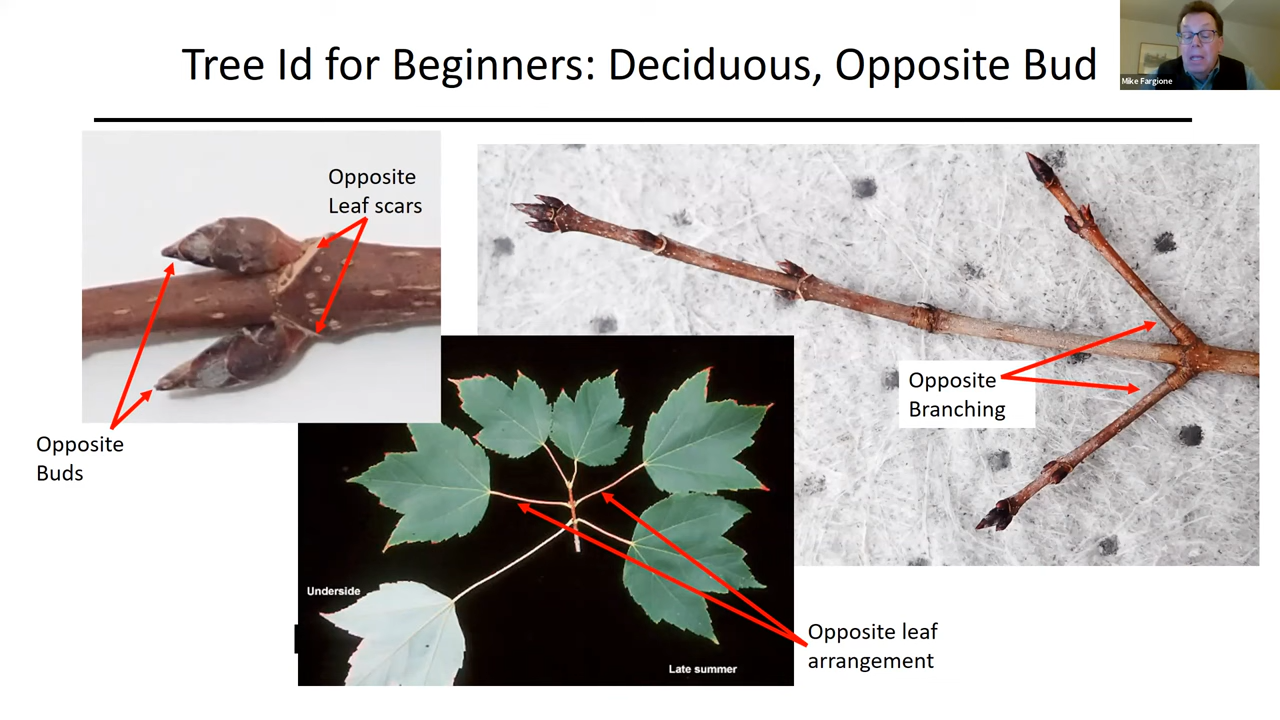 Tree Id for Beginners: Deciduous, Opposite Bud
Mike Fargione
Opposite
Leaf scars
Opposite
Buds
Opposite
Branching
Underside
Late summer
Opposite leaf
arrangement